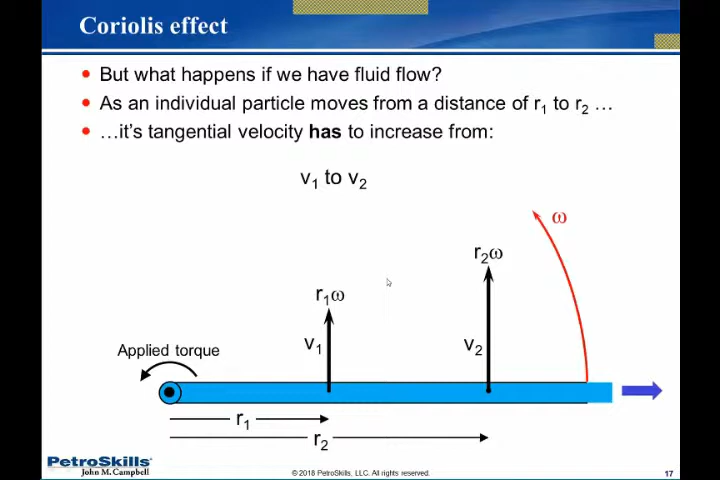 Coriolis effect
• But what happens if we have fluid flow?
• As an individual particle moves from a distance of r₁ to r₂ …
• …it's tangential velocity has to increase from:
v₁ to v₂
ω
r₂ω
r₁ω
Applied torque
v₁
v₂
r₁
r₂
PetroSkills®
John M. Campbell
© 2018 PetroSkills, LLC. All rights reserved.
17